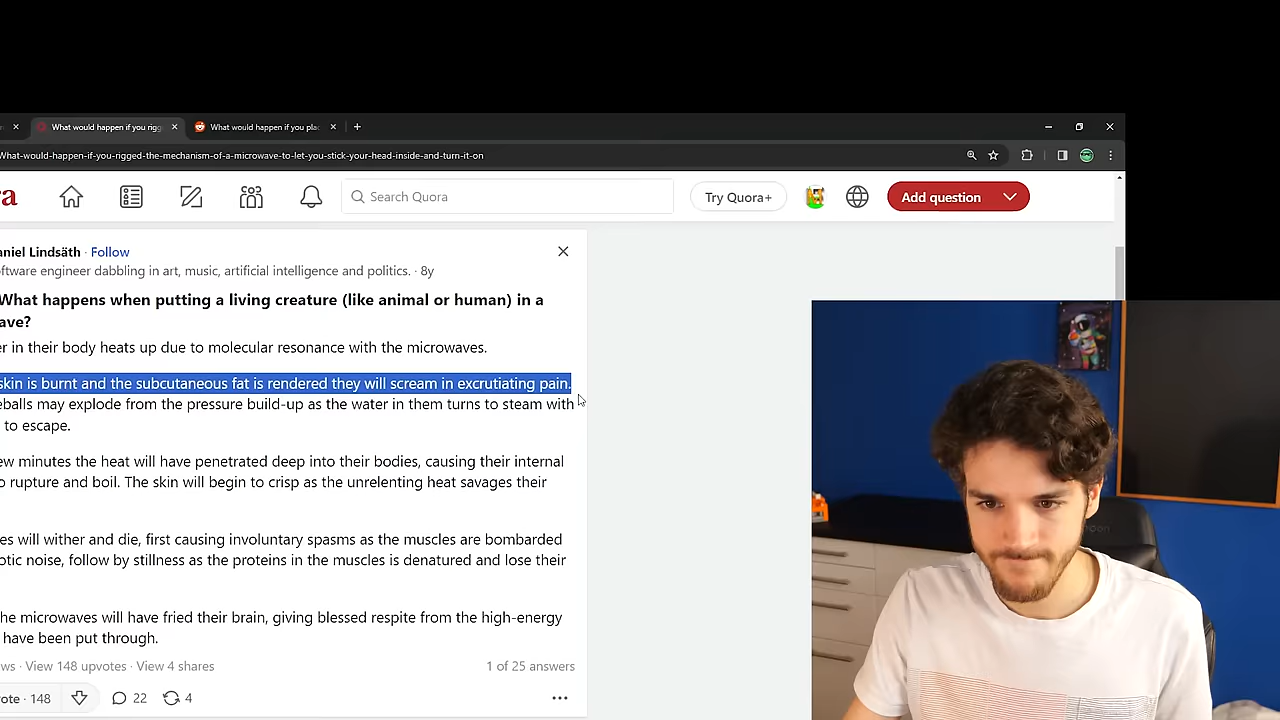 What would happen if you rigg
What would happen if you pla
What-would-happen-if-you-rigged-the-mechanism-of-a-microwave-to-let-you-stick-your-head-inside-and-turn-it-on
ra
Search Quora
Try Quora+
Add question
aniel Lindsäth · Follow
oftware engineer dabbling in art, music, artificial intelligence and politics. · 8y
What happens when putting a living creature (like animal or human) in a
ave?
er in their body heats up due to molecular resonance with the microwaves.
skin is burnt and the subcutaneous fat is rendered they will scream in excrutiating pain.
eballs may explode from the pressure build-up as the water in them turns to steam with
to escape.
ew minutes the heat will have penetrated deep into their bodies, causing their internal
o rupture and boil. The skin will begin to crisp as the unrelenting heat savages their
es will wither and die, first causing involuntary spasms as the muscles are bombarded
otic noise, follow by stillness as the proteins in the muscles is denatured and lose their
he microwaves will have fried their brain, giving blessed respite from the high-energy
have been put through.
ws · View 148 upvotes · View 4 shares
1 of 25 answers
ote · 148
22
4